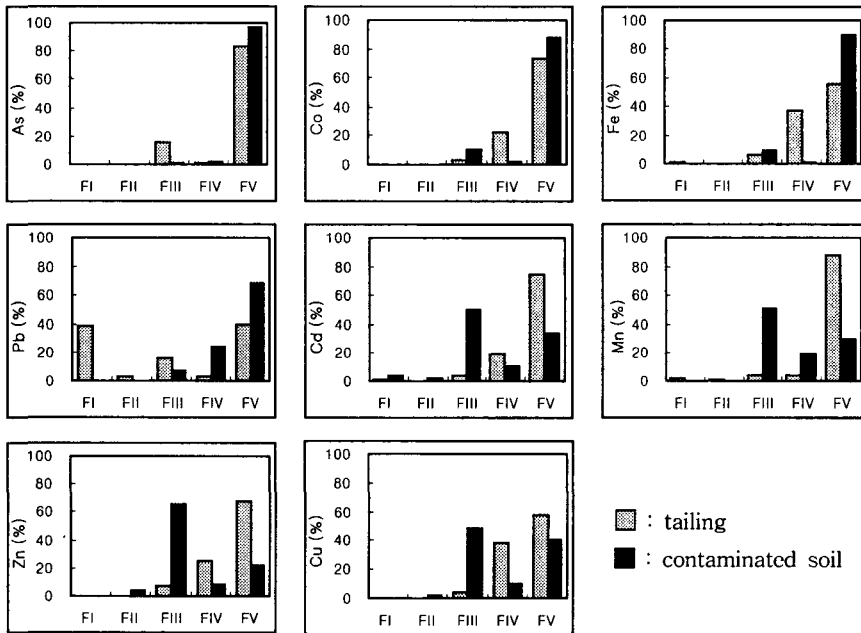 As (%)
100
80
60
40
20
0
FI FII FIII FIV FV
Co (%)
100
80
60
40
20
0
FI FII FIII FIV FV
Fe (%)
100
80
60
40
20
0
FI FII FIII FIV FV
Pb (%)
100
80
60
40
20
0
FI FII FIII FIV FV
Cd (%)
100
80
60
40
20
0
FI FII FIII FIV FV
Mn (%)
100
80
60
40
20
0
FI FII FIII FIV FV
Zn (%)
100
80
60
40
20
0
FI FII FIII FIV FV
Cu (%)
100
80
60
40
20
0
FI FII FIII FIV FV
: tailing
: contaminated soil